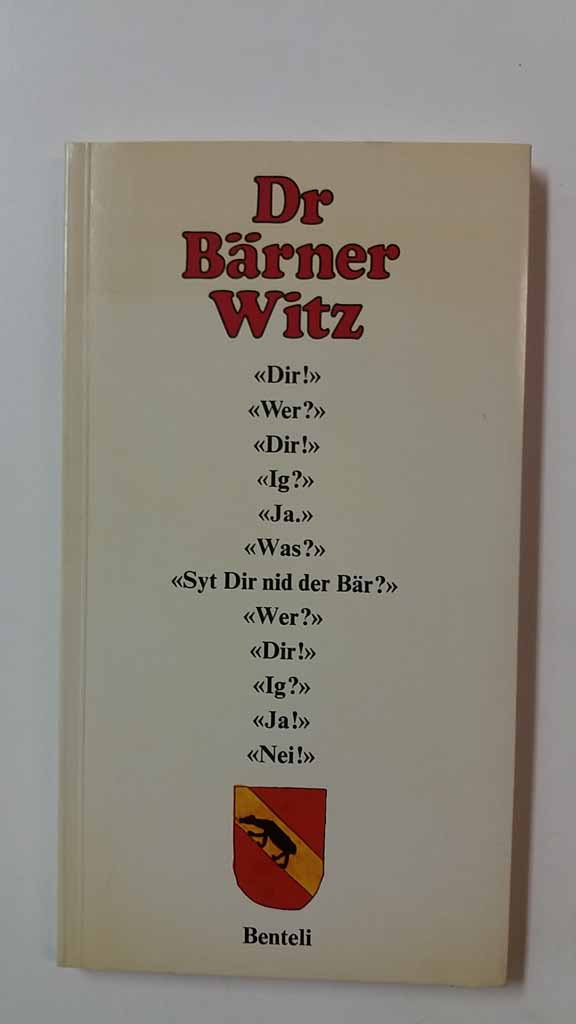 Dr
Bärner
Witz
«Dir!»
«Wer?»
«Dir!»
«Ig?»
«Ja.»
«Was?»
«Syt Dir nid der Bär?»
«Wer?»
«Dir!»
«Ig?»
«Ja!»
«Nei!»
Benteli